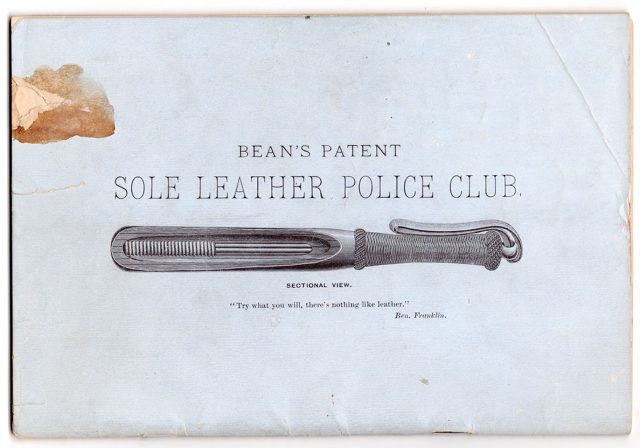 BEAN'S PATENT
SOLE LEATHER POLICE CLUB.
SECTIONAL VIEW.
"Try what you will, there's nothing like leather."
Ben. Franklin.